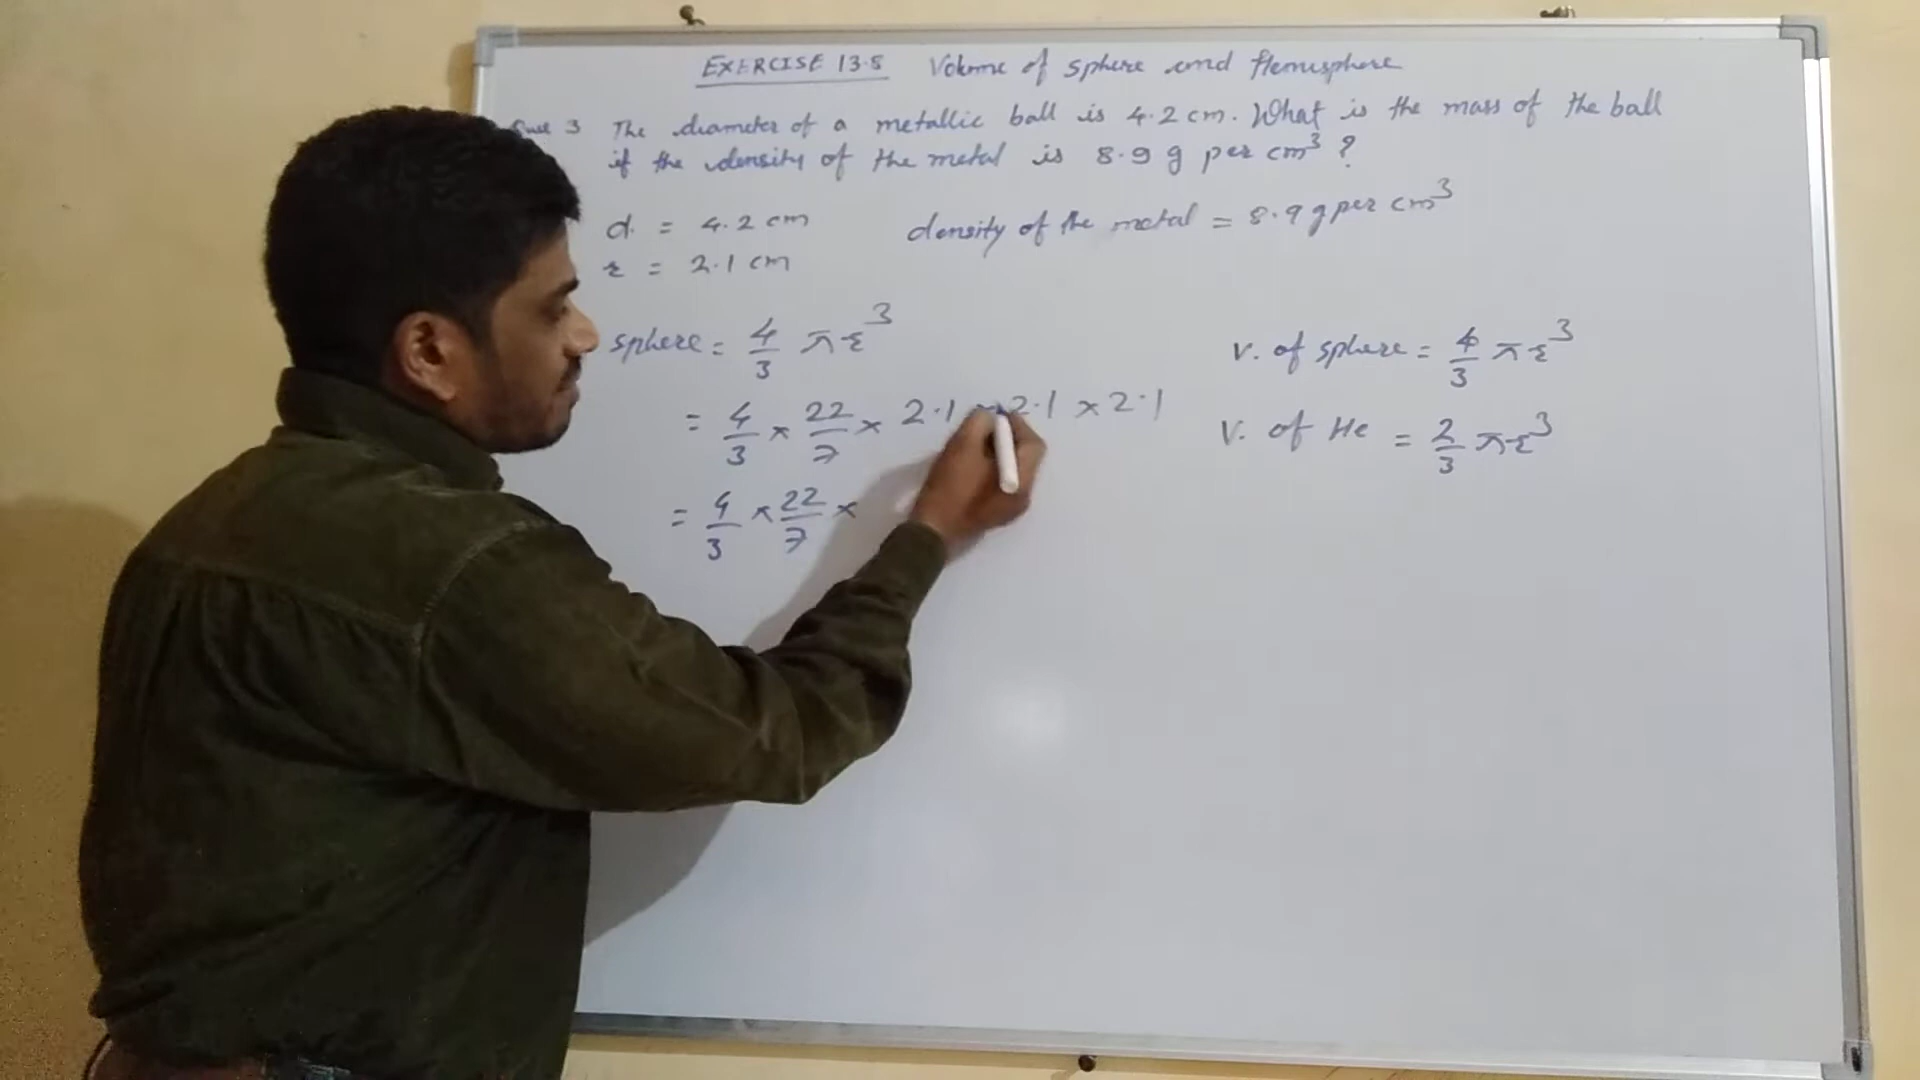 EXERCISE 13.8 Volume of sphere and Hemisphere
Que 3 The diameter of a metallic ball is 4.2 cm. What is the mass of the ball
if the density of the metal is 8.9 g per cm³ ?
d. = 4.2 cm density of the metal = 8.9 g per cm³
r = 2.1 cm
sphere = 4/3 πr³
= 4/3 × 22/7 × 2.1 × 2.1 × 2.1
= 4/3 × 22/7 ×
V. of sphere = 4/3 πr³
V. of He = 2/3 πr³